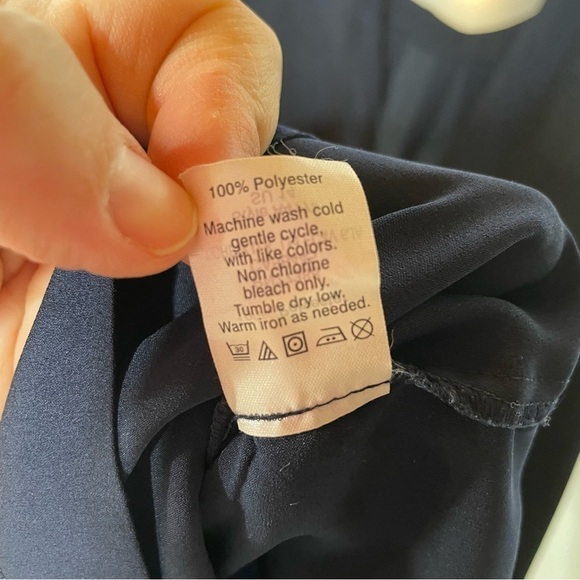 100% Polyester
Machine wash cold
gentle cycle,
with like colors.
Non chlorine
bleach only.
Tumble dry low,
Warm iron as needed.
30